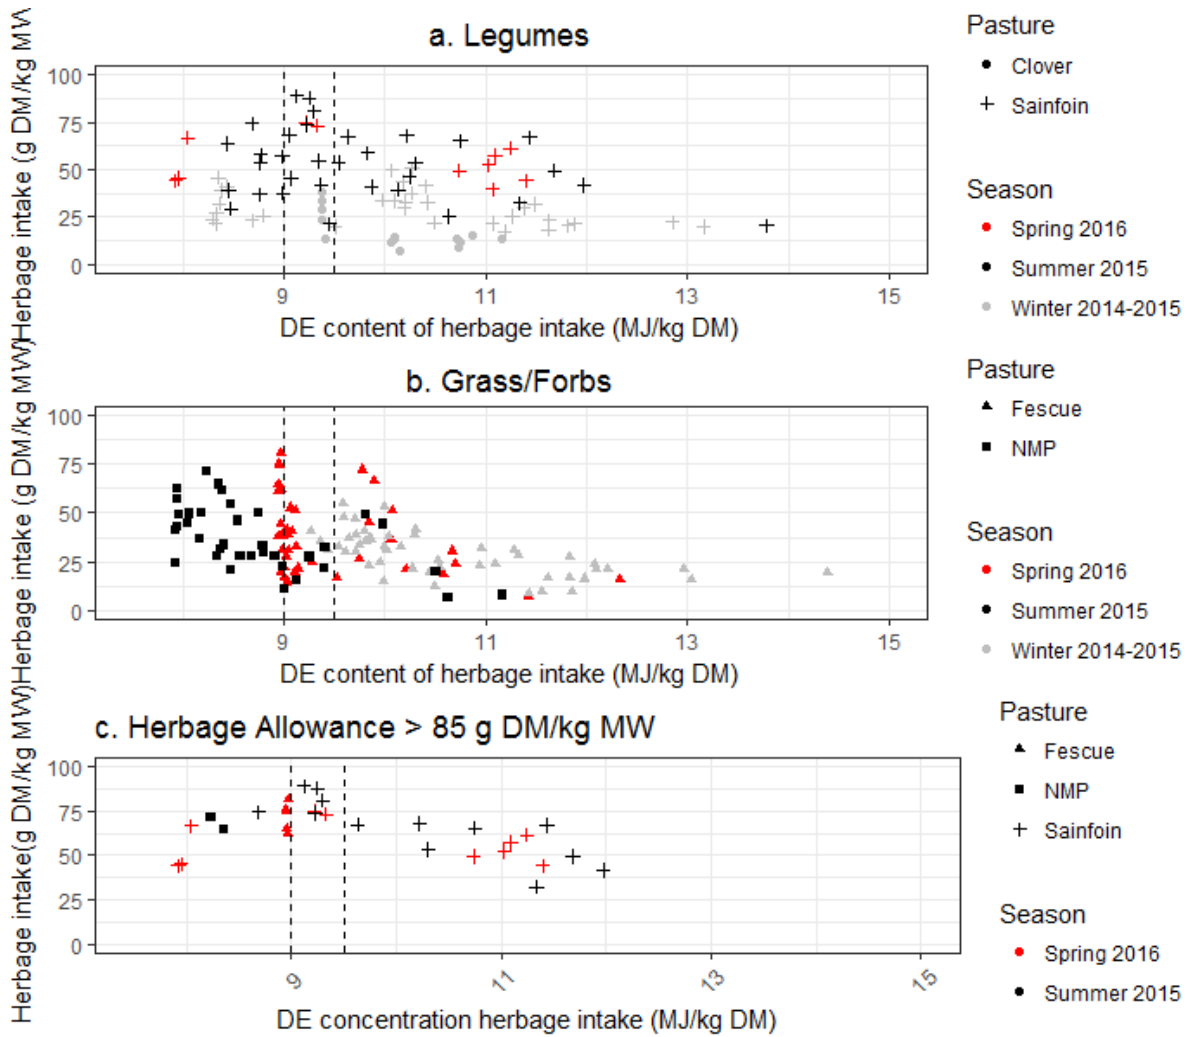 a. Legumes
Herbage intake (g DM/kg MW)
100
75
50
25
0
9
11
13
15
DE content of herbage intake (MJ/kg DM)
Pasture
Clover
Sainfoin
Season
Spring 2016
Summer 2015
Winter 2014-2015
b. Grass/Forbs
Herbage intake (g DM/kg MW)
100
75
50
25
0
9
11
13
15
DE content of herbage intake (MJ/kg DM)
Pasture
Fescue
NMP
Season
Spring 2016
Summer 2015
Winter 2014-2015
c. Herbage Allowance > 85 g DM/kg MW
Herbage intake(g DM/kg MW)
100
75
50
25
0
9
11
13
15
DE concentration herbage intake (MJ/kg DM)
Pasture
Fescue
NMP
Sainfoin
Season
Spring 2016
Summer 2015